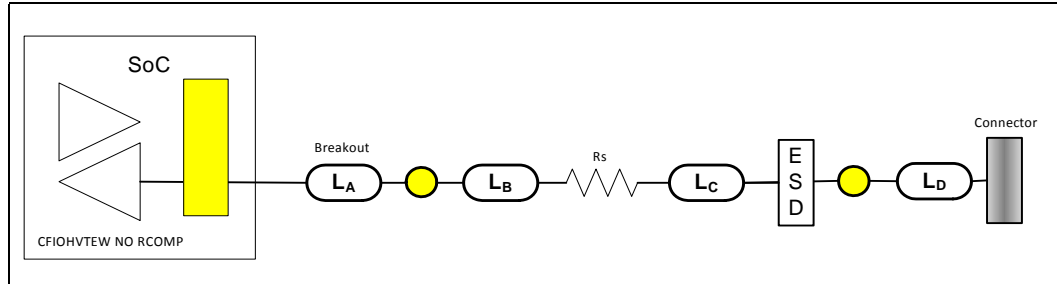 SoC
CFIOHVTEW NO RCOMP
Breakout
LA
LB
Rs
LC
E
S
D
LD
Connector